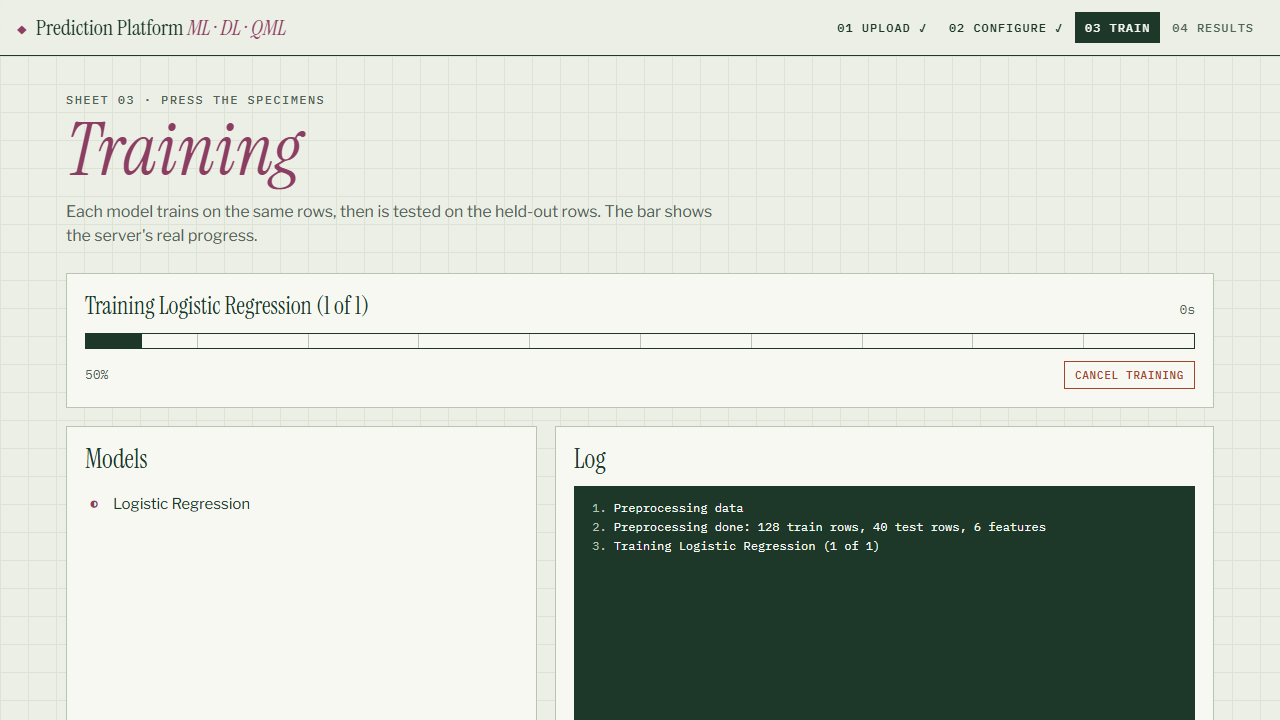 ◆ Prediction Platform ML · DL · QML
01 UPLOAD ✓ 02 CONFIGURE ✓ 03 TRAIN 04 RESULTS
SHEET 03 · PRESS THE SPECIMENS
Training
Each model trains on the same rows, then is tested on the held-out rows. The bar shows
the server's real progress.
Training Logistic Regression (1 of 1)
0s
50%
CANCEL TRAINING
Models
Logistic Regression
Log
1. Preprocessing data
2. Preprocessing done: 128 train rows, 40 test rows, 6 features
3. Training Logistic Regression (1 of 1)